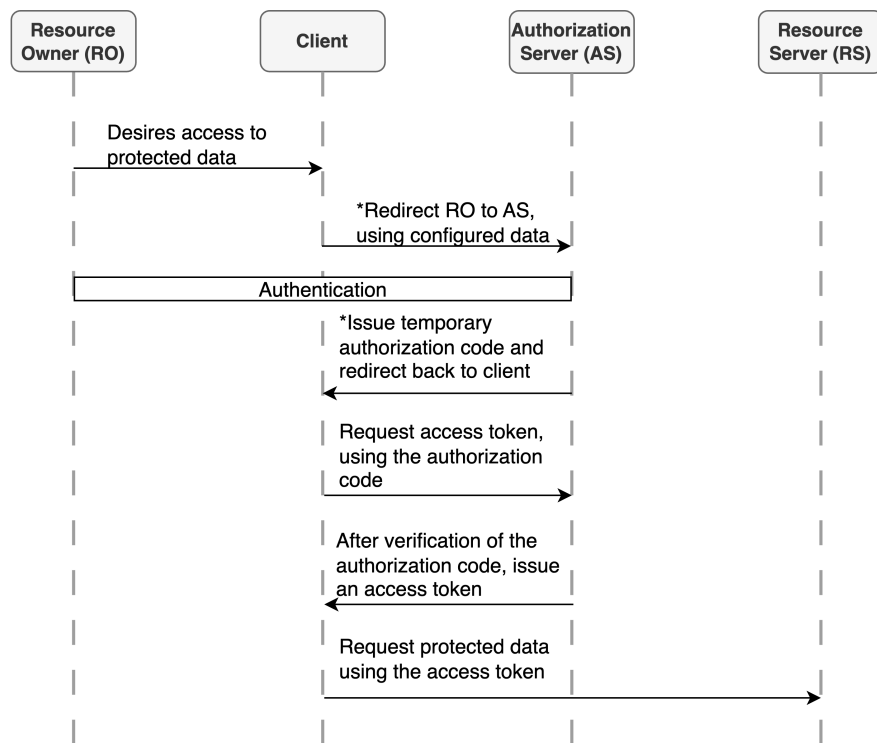 Resource
Owner (RO)
Client
Authorization
Server (AS)
Resource
Server (RS)
Desires access to
protected data
*Redirect RO to AS,
using configured data
Authentication
*Issue temporary
authorization code and
redirect back to client
Request access token,
using the authorization
code
After verification of the
authorization code, issue
an access token
Request protected data
using the access token